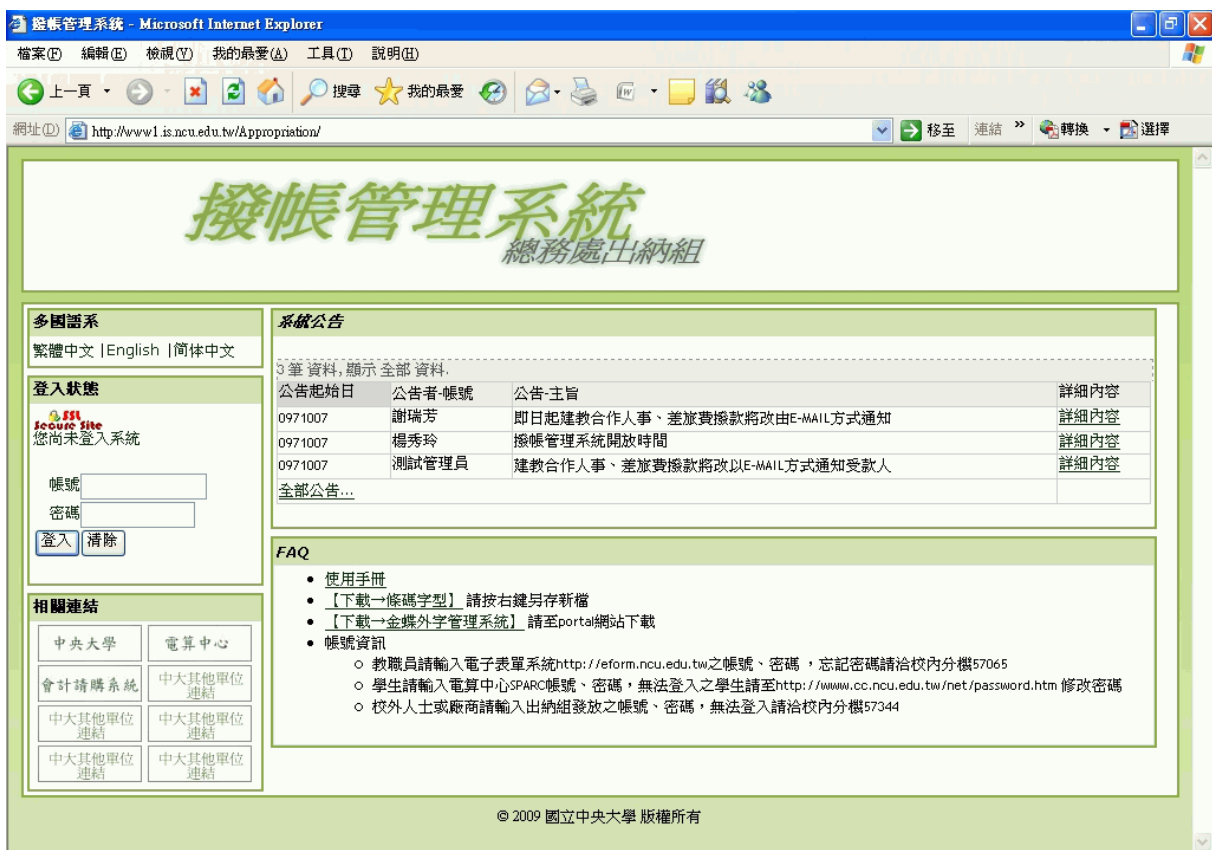 撥帳管理系統 - Microsoft Internet Explorer
檔案(F) 編輯(E) 檢視(V) 我的最愛(A) 工具(T) 說明(H)
上一頁 搜尋 我的最愛
網址(D) http://www1.is.ncu.edu.tw/Appropriation/ 移至 連結 » 轉換 選擇
撥帳管理系統
總務處出納組
多國語系
繁體中文 |English |简体中文
登入狀態
SSL
Secure Site
您尚未登入系統
帳號
密碼
登入 清除
相關連結
中央大學 電算中心
會計請購系統 中大其他單位連結
中大其他單位連結 中大其他單位連結
中大其他單位連結 中大其他單位連結
系統公告
3 筆 資料, 顯示 全部 資料.
公告起始日 公告者-帳號 公告-主旨 詳細內容
0971007 謝瑞芳 即日起建教合作人事、差旅費撥款將改由E-MAIL方式通知 詳細內容
0971007 楊秀玲 撥帳管理系統開放時間 詳細內容
0971007 測試管理員 建教合作人事、差旅費撥款將改以E-MAIL方式通知受款人 詳細內容
全部公告...
FAQ
• 使用手冊
• 【下載→條碼字型】 請按右鍵另存新檔
• 【下載→金蝶外字管理系統】 請至portal網站下載
• 帳號資訊
○ 教職員請輸入電子表單系統http://eform.ncu.edu.tw之帳號、密碼 ，忘記密碼請洽校內分機57065
○ 學生請輸入電算中心SPARC帳號、密碼，無法登入之學生請至http://www.cc.ncu.edu.tw/net/password.htm 修改密碼
○ 校外人士或廠商請輸入出納組發放之帳號、密碼，無法登入請洽校內分機57344
© 2009 國立中央大學 版權所有